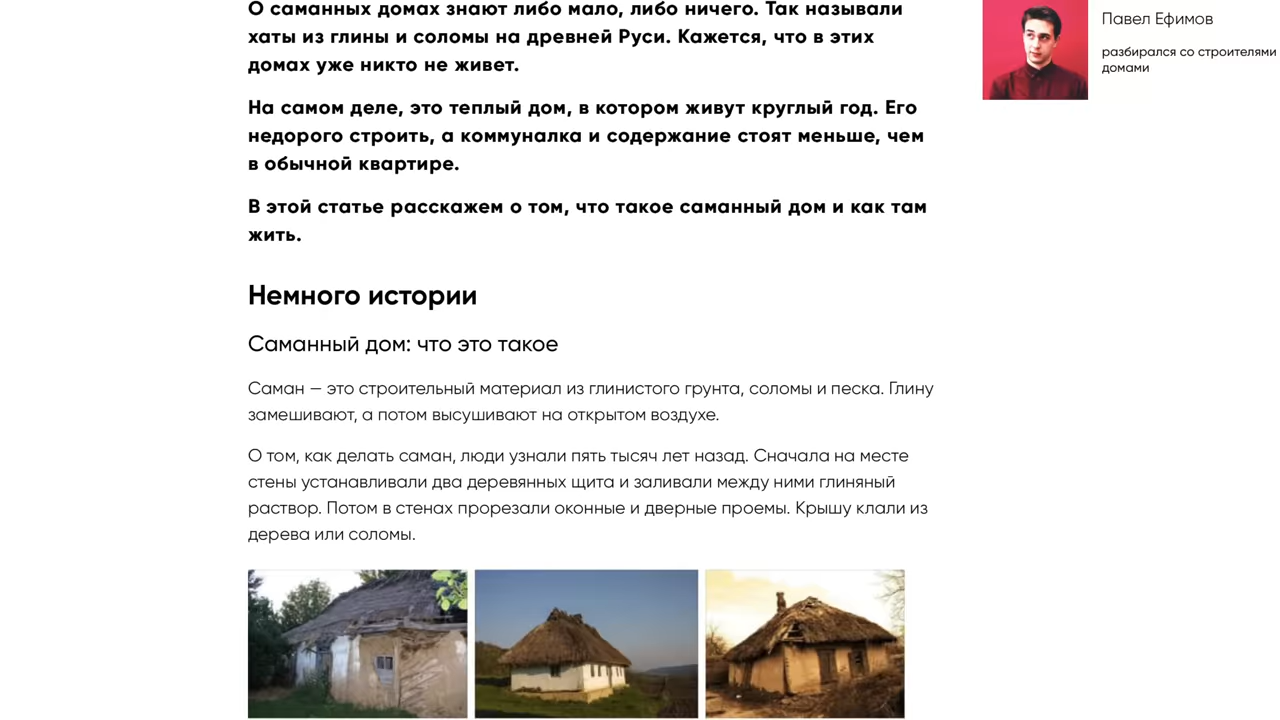 О саманных домах знают либо мало, либо ничего. Так называли
хаты из глины и соломы на древней Руси. Кажется, что в этих
домах уже никто не живет.
На самом деле, это теплый дом, в котором живут круглый год. Его
недорого строить, а коммуналка и содержание стоят меньше, чем
в обычной квартире.
В этой статье расскажем о том, что такое саманный дом и как там
жить.
Немного истории
Саманный дом: что это такое
Саман — это строительный материал из глинистого грунта, соломы и песка. Глину
замешивают, а потом высушивают на открытом воздухе.
О том, как делать саман, люди узнали пять тысяч лет назад. Сначала на месте
стены устанавливали два деревянных щита и заливали между ними глиняный
раствор. Потом в стенах прорезали оконные и дверные проемы. Крышу клали из
дерева или соломы.
Павел Ефимов
разбирался со строителями
домами